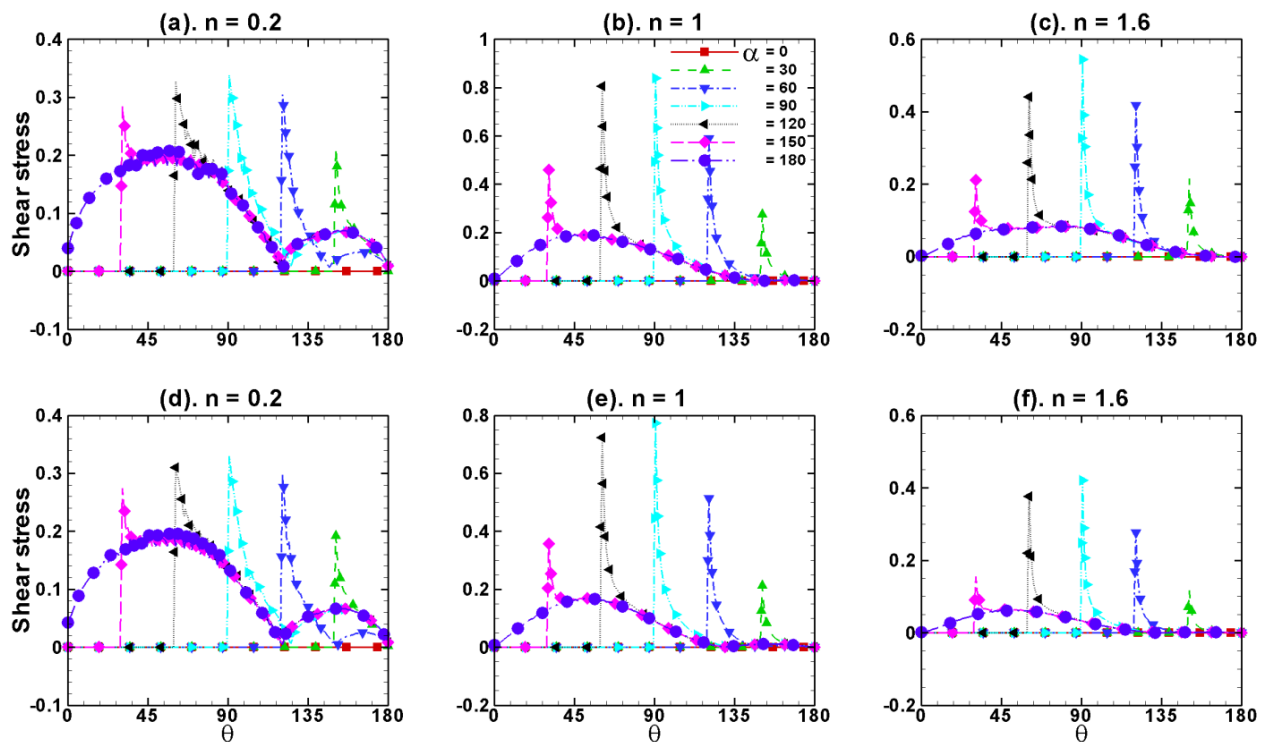 (a). n = 0.2
(b). n = 1
(c). n = 1.6
Shear stress
0.4
0.3
0.2
0.1
0
-0.1
0 45 90 135 180
1
0.8
0.6
0.4
0.2
0
-0.2
0 45 90 135 180
α = 0
= 30
= 60
= 90
= 120
= 150
= 180
0.6
0.4
0.2
0
-0.2
0 45 90 135 180
(d). n = 0.2
(e). n = 1
(f). n = 1.6
Shear stress
0.4
0.3
0.2
0.1
0
-0.1
0 45 90 135 180
θ
0.8
0.6
0.4
0.2
0
-0.2
0 45 90 135 180
θ
0.6
0.4
0.2
0
-0.2
0 45 90 135 180
θ